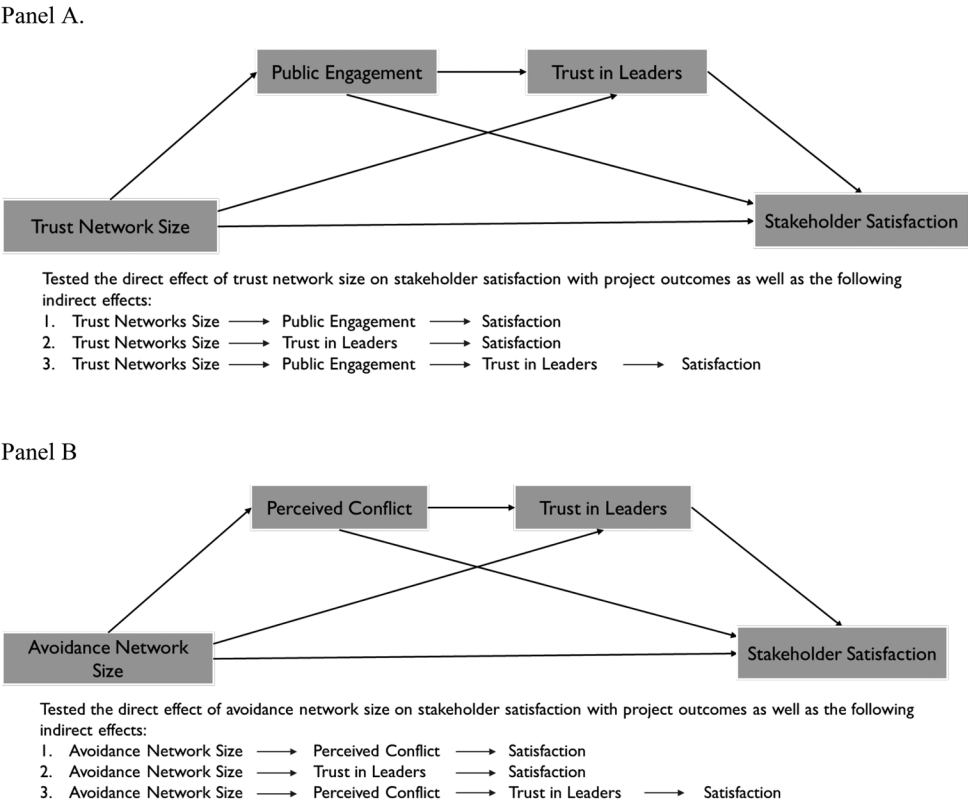 Panel A.
Public Engagement
Trust in Leaders
Trust Network Size
Stakeholder Satisfaction
Tested the direct effect of trust network size on stakeholder satisfaction with project outcomes as well as the following
indirect effects:
1. Trust Networks Size → Public Engagement → Satisfaction
2. Trust Networks Size → Trust in Leaders → Satisfaction
3. Trust Networks Size → Public Engagement → Trust in Leaders → Satisfaction
Panel B
Perceived Conflict
Trust in Leaders
Avoidance Network
Size
Stakeholder Satisfaction
Tested the direct effect of avoidance network size on stakeholder satisfaction with project outcomes as well as the following
indirect effects:
1. Avoidance Network Size → Perceived Conflict → Satisfaction
2. Avoidance Network Size → Trust in Leaders → Satisfaction
3. Avoidance Network Size → Perceived Conflict → Trust in Leaders → Satisfaction